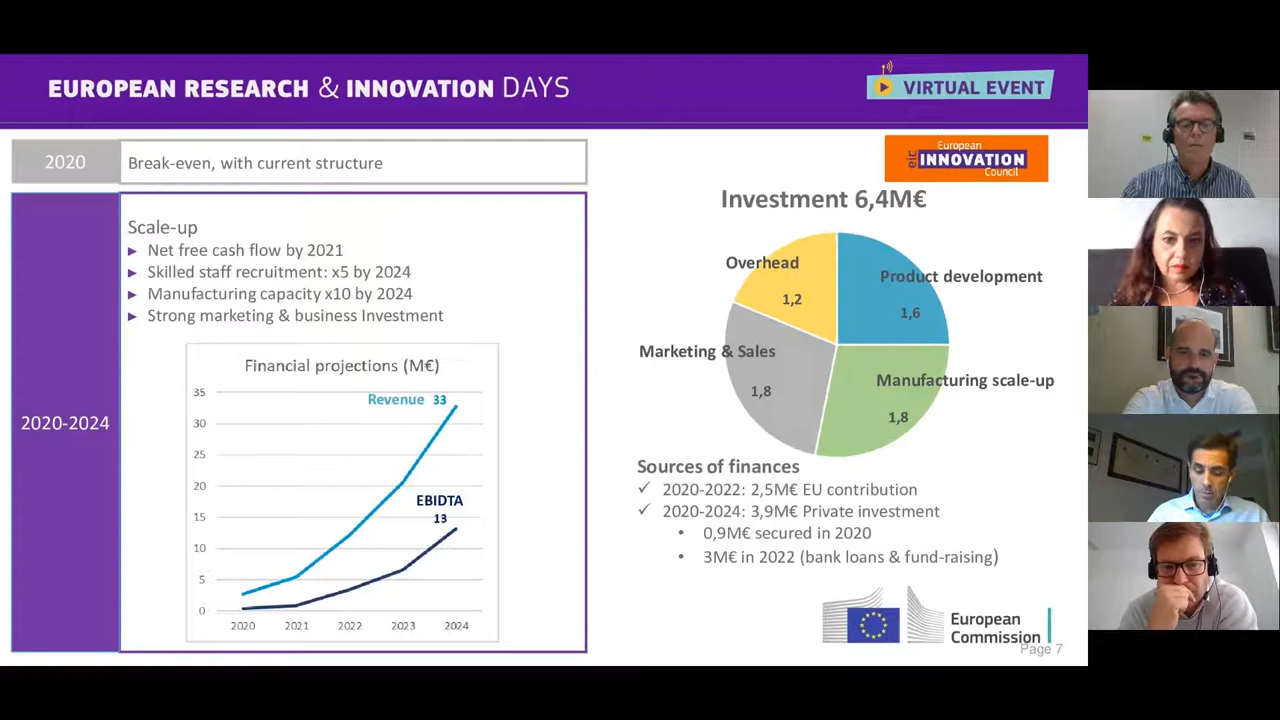 EUROPEAN RESEARCH & INNOVATION DAYS
VIRTUAL EVENT
2020
Break-even, with current structure
2020-2024
Scale-up
► Net free cash flow by 2021
► Skilled staff recruitment: x5 by 2024
► Manufacturing capacity x10 by 2024
► Strong marketing & business Investment
Financial projections (M€)
35
30
25
20
15
10
5
0
Revenue 33
EBIDTA
13
2020 2021 2022 2023 2024
European
eic INNOVATION
Council
Investment 6,4M€
Overhead
1,2
Product development
1,6
Marketing & Sales
1,8
Manufacturing scale-up
1,8
Sources of finances
✓ 2020-2022: 2,5M€ EU contribution
✓ 2020-2024: 3,9M€ Private investment
• 0,9M€ secured in 2020
• 3M€ in 2022 (bank loans & fund-raising)
European
Commission
Page 7